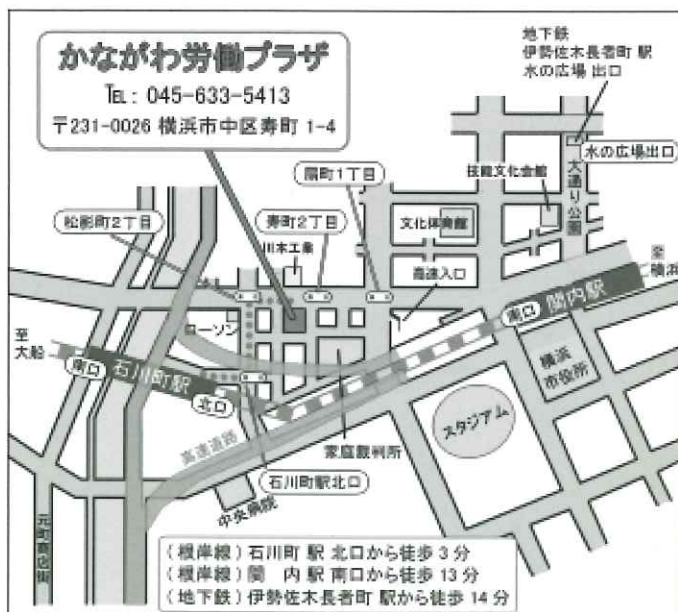 かながわ労働プラザ
TEL: 045-633-5413
〒231-0026 横浜市中区寿町 1-4
地下鉄
伊勢佐木長者町 駅
水の広場 出口
水の広場出口
大通り公園
技能文化会館
扇町1丁目
文化体育館
松影町2丁目
寿町2丁目
川本工業
高速入口
至
横浜
関内駅
南口
ローソン
至
大船
南口
石川町駅
北口
横浜
市役所
スタジアム
高速道路
家庭裁判所
石川町駅北口
中央病院
元町商店街
(根岸線) 石川町 駅 北口から徒歩 3 分
(根岸線) 関 内 駅 南口から徒歩 13 分
(地下鉄) 伊勢佐木長者町 駅から徒歩 14 分